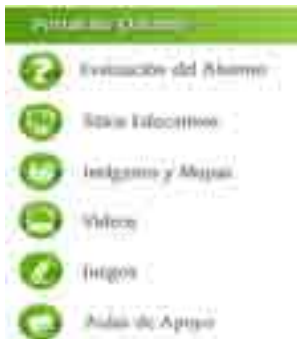 Evaluación del Alumno
Sitios Educativos
Imágenes y Mapas
Videos
Juegos
Aulas de Apoyo